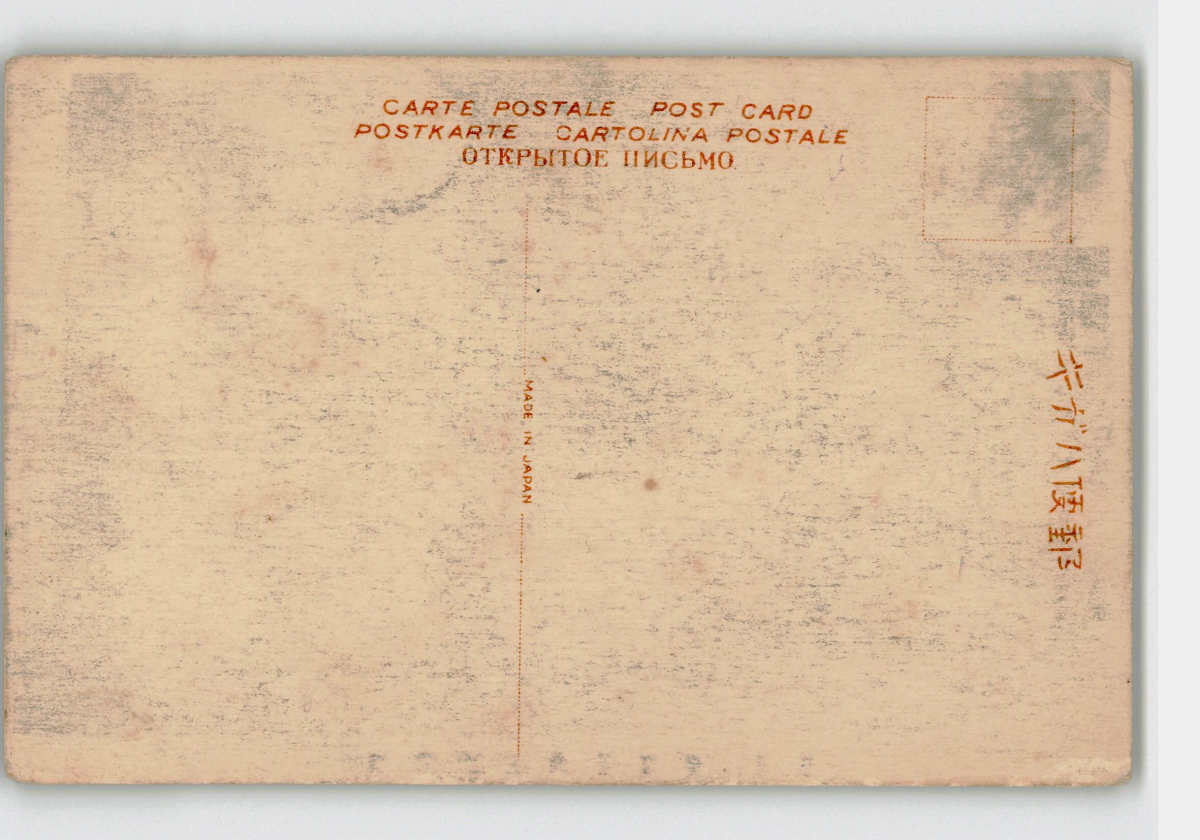 CARTE POSTALE POST CARD
POSTKARTE CARTOLINA POSTALE
ОТКРЫТОЕ ПИСЬМО.
MADE IN JAPAN
郵便ハガキ